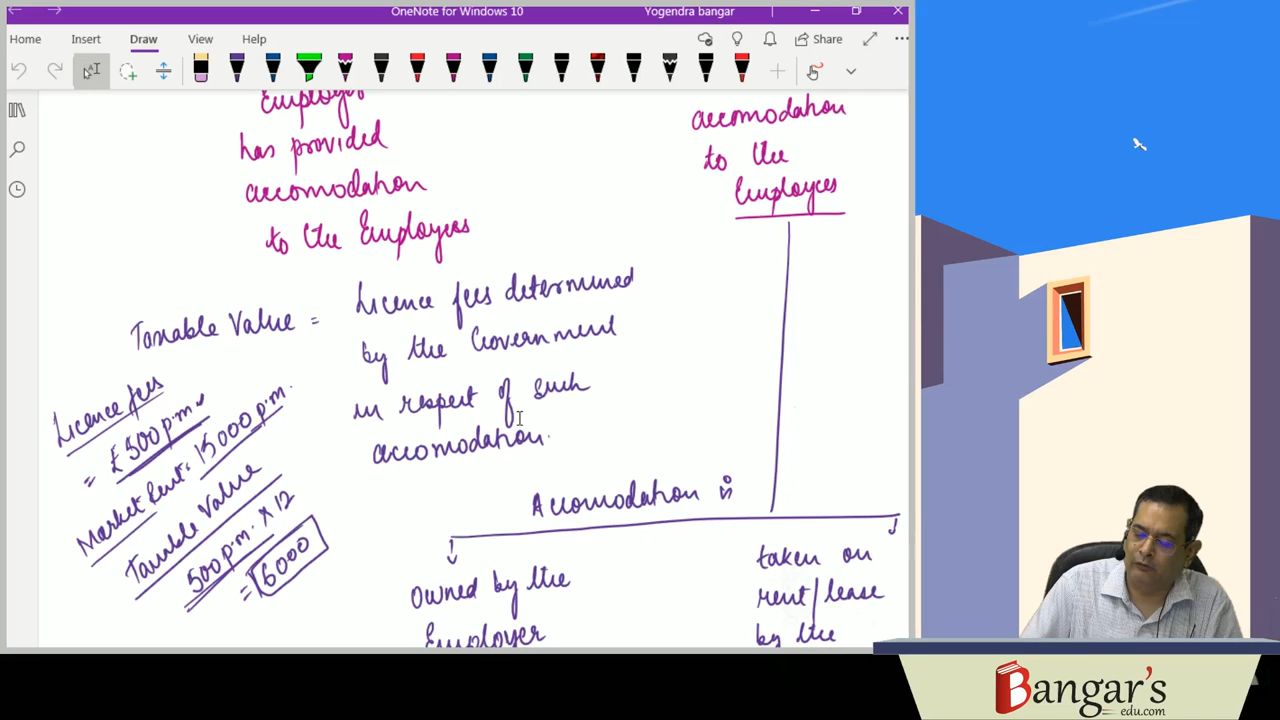 OneNote for Windows 10
Yogendra bangar
Home Insert Draw View Help
Share
Employer
has provided
accomodation
to the Employees
accomodation
to the
Employees
Taxable Value = Licence fees determined
by the Government
in respect of such
accomodation.
Licence fees
= £500 p.m.
Market Rent = 15000 p.m.
Taxable Value
500 p.m. × 12
= 6000
Accomodation is
Owned by the
Employer
taken on
rent/lease
by the
Bangar's
edu.com